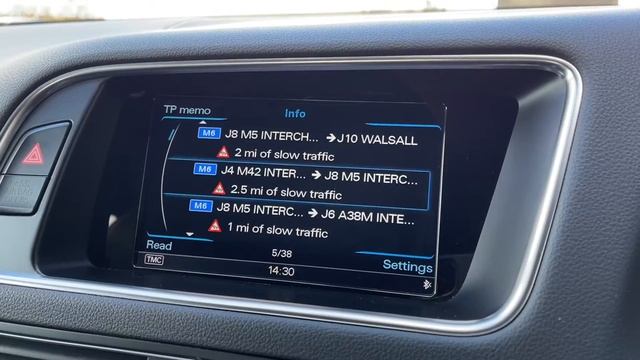 TP memo
Info
M6 J8 M5 INTERCH... → J10 WALSALL
2 mi of slow traffic
M6 J4 M42 INTER... → J8 M5 INTERC...
2.5 mi of slow traffic
M6 J8 M5 INTERC... → J6 A38M INTE...
1 mi of slow traffic
Read
5/38
Settings
TMC
14:30